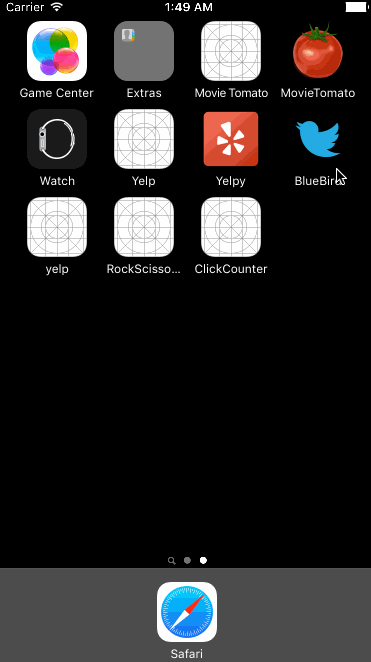 Carrier 1:49 AM
Game Center Extras Movie Tomato MovieTomato
Watch Yelp Yelpy BlueBird
yelp RockScisso... ClickCounter
Safari